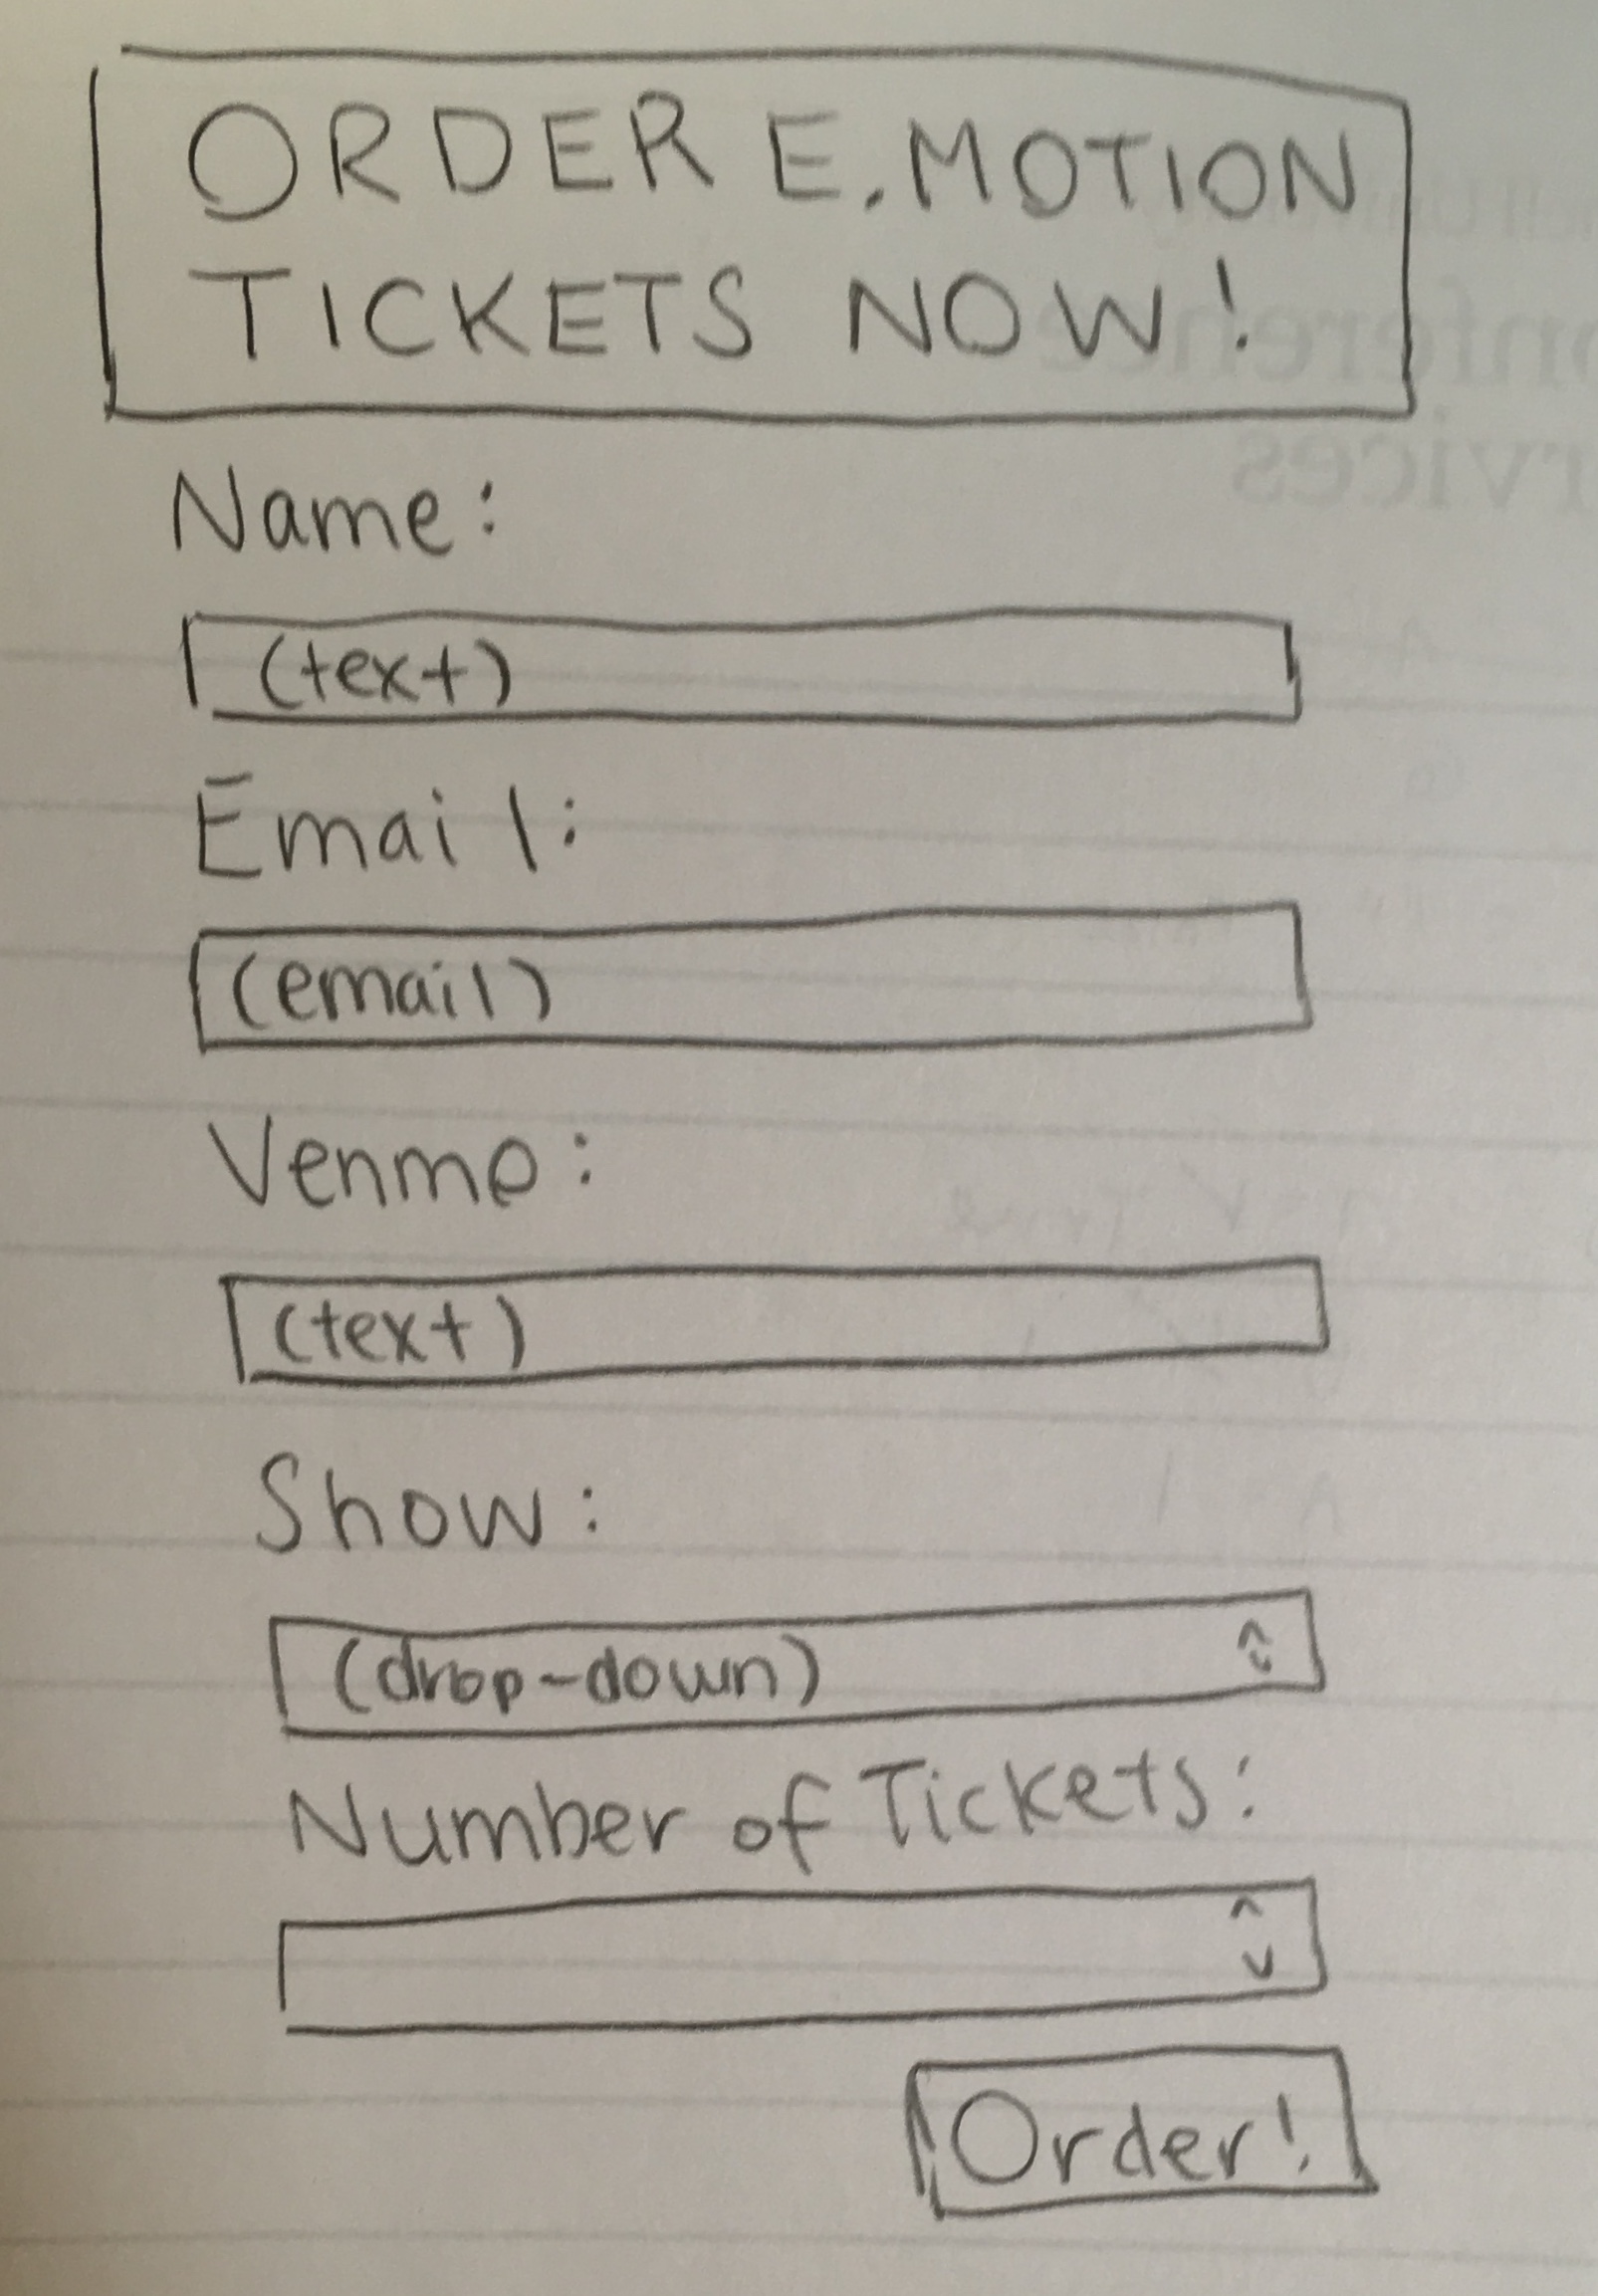 ORDER E.MOTION
TICKETS NOW!
Name:
(text)
Email:
(email)
Venmo:
(text)
Show:
(drop-down)
Number of Tickets:
Order!